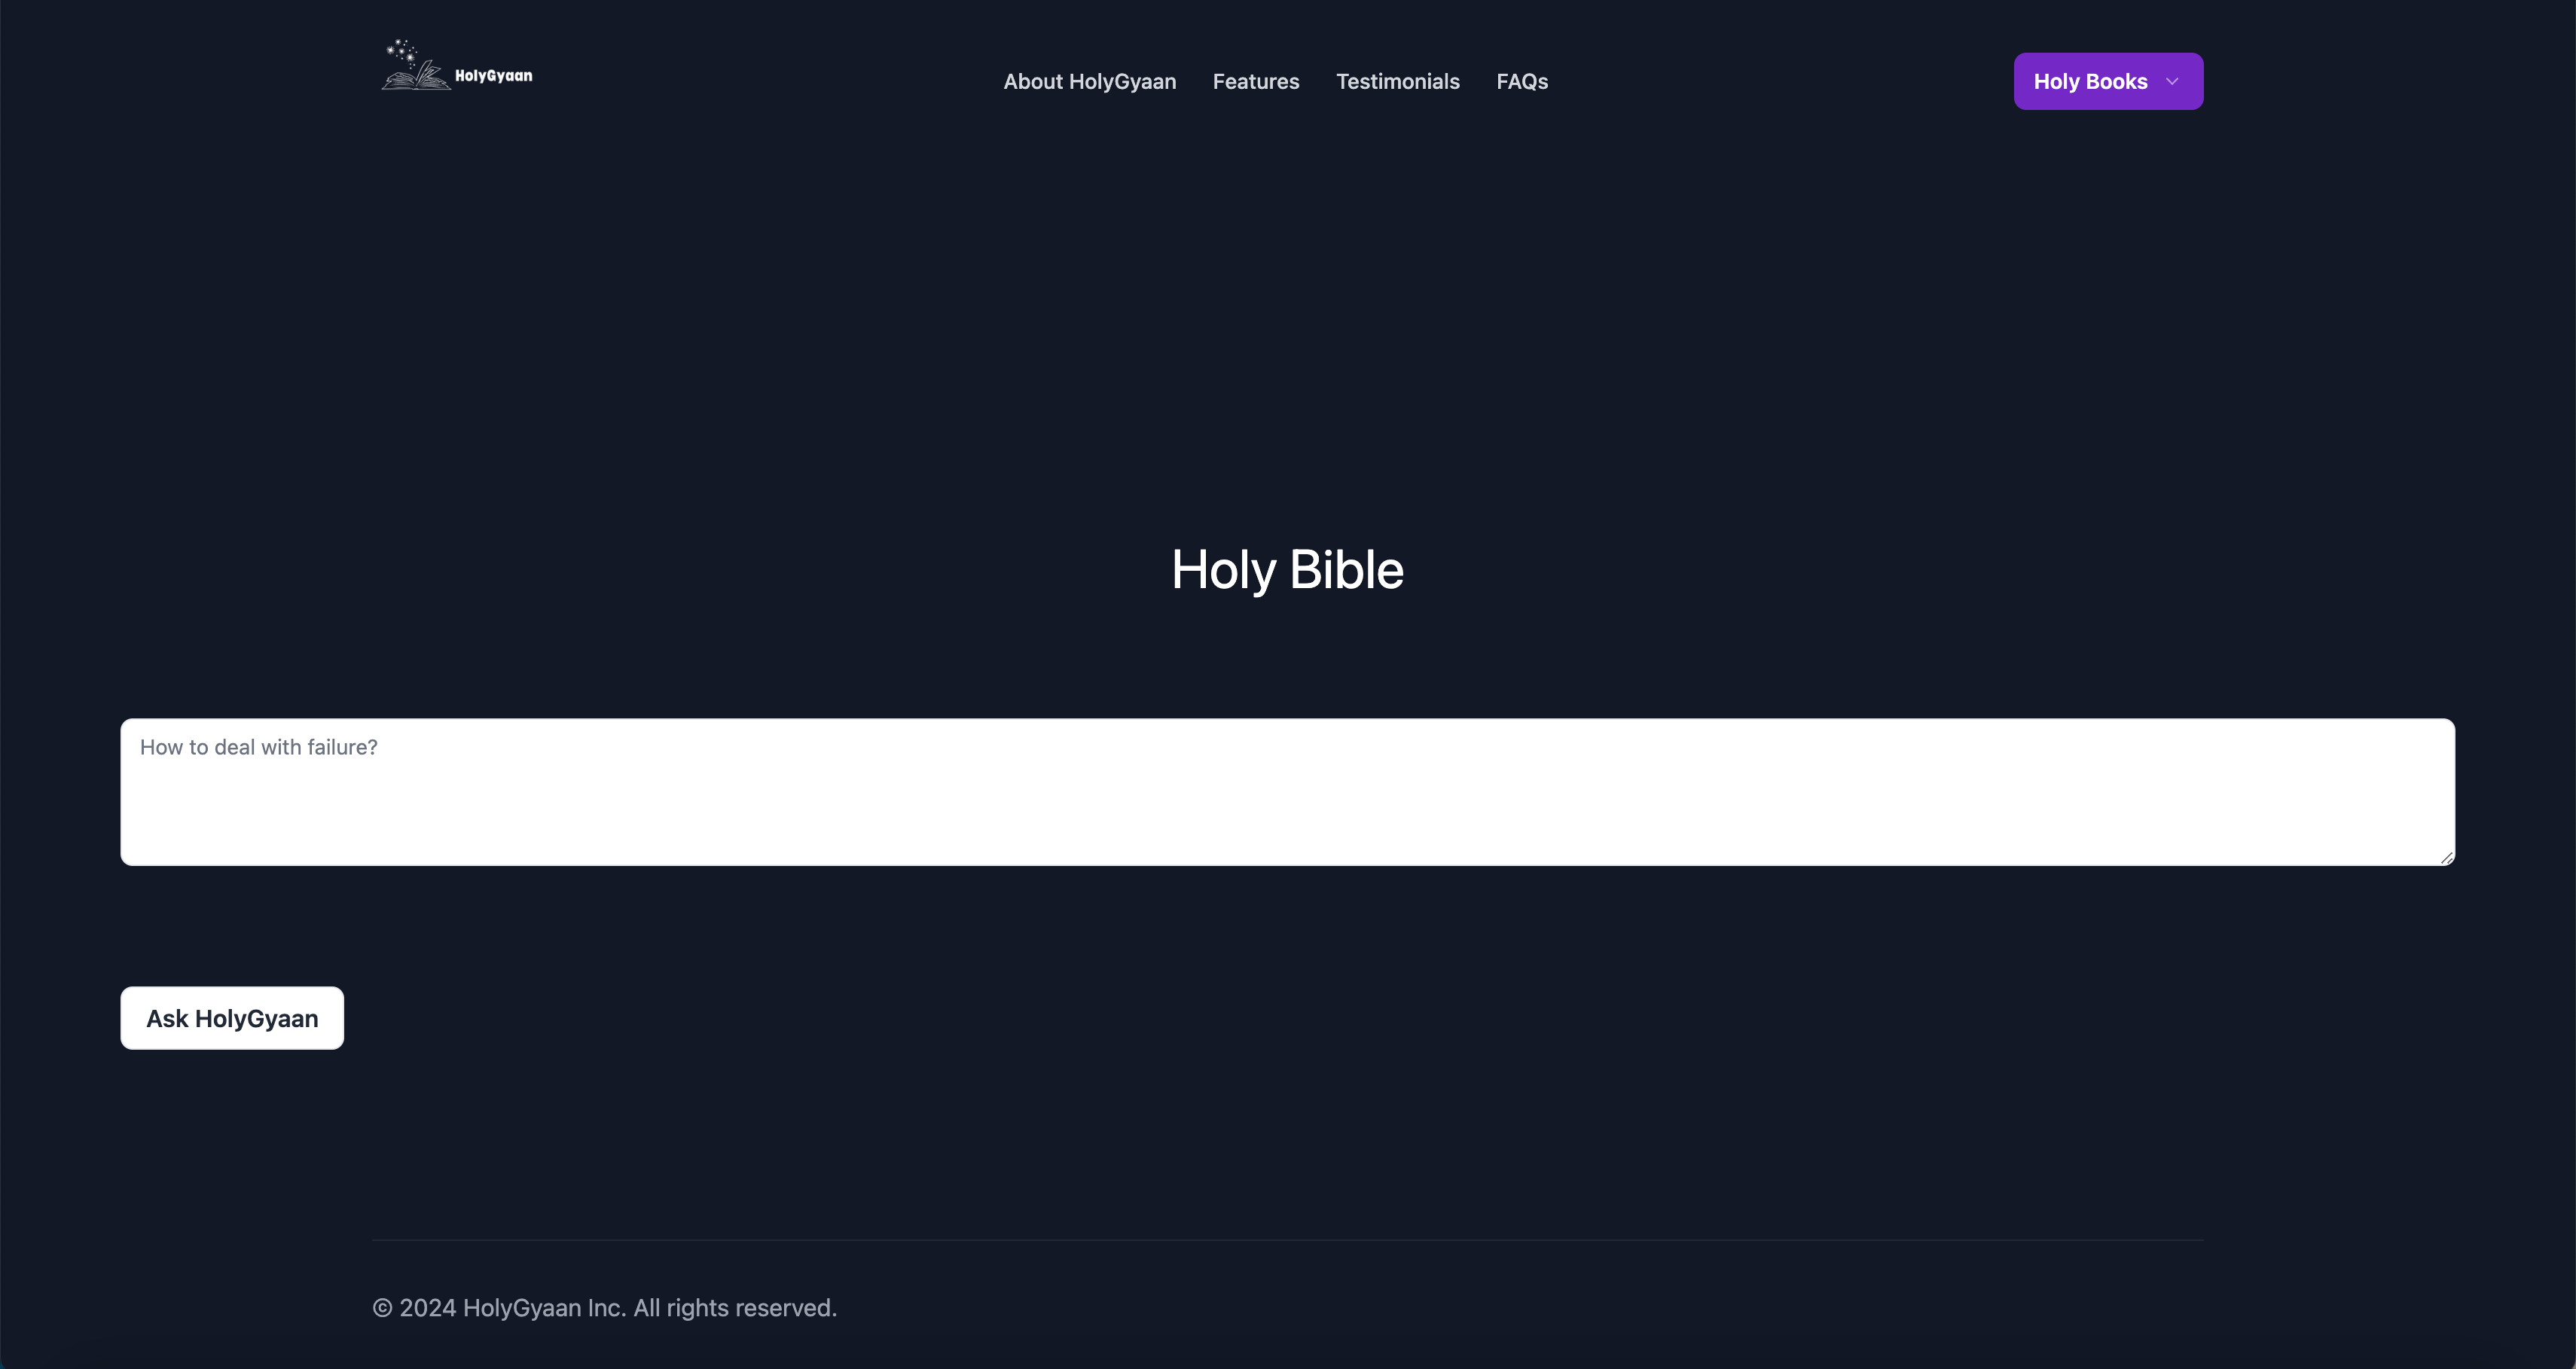 HolyGyaan
About HolyGyaan
Features
Testimonials
FAQs
Holy Books
Holy Bible
How to deal with failure?
Ask HolyGyaan
© 2024 HolyGyaan Inc. All rights reserved.